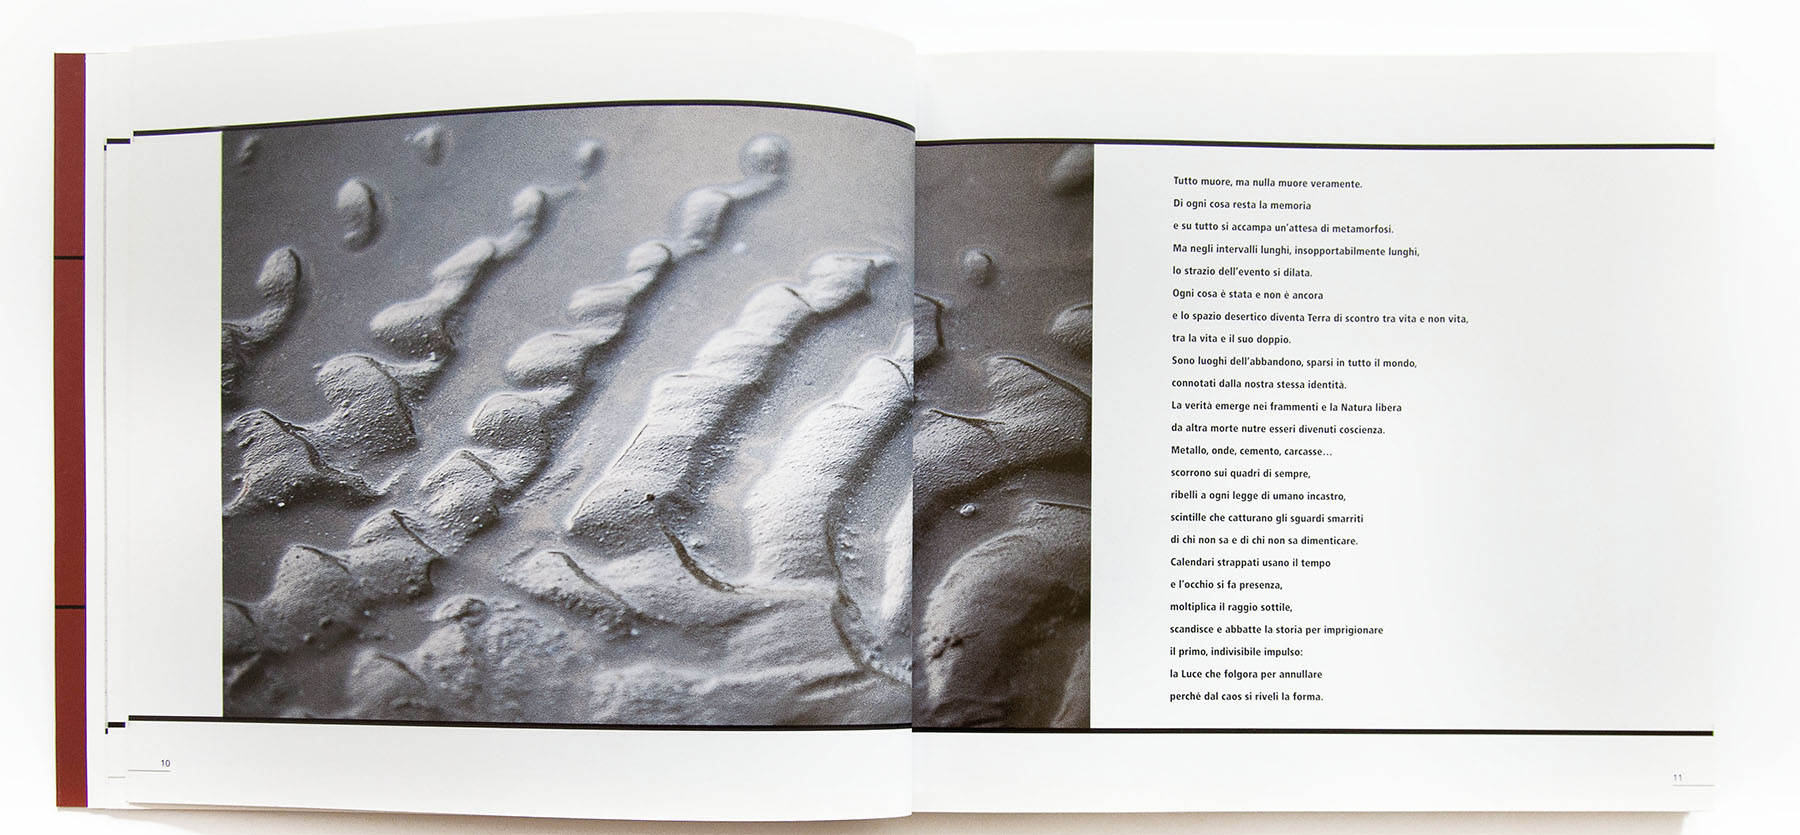 Tutto muore, ma nulla muore veramente.
Di ogni cosa resta la memoria
e su tutto si accampa un'attesa di metamorfosi.
Ma negli intervalli lunghi, insopportabilmente lunghi,
lo strazio dell'evento si dilata.
Ogni cosa è stata e non è ancora
e lo spazio desertico diventa Terra di scontro tra vita e non vita,
tra la vita e il suo doppio.
Sono luoghi dell'abbandono, sparsi in tutto il mondo,
connotati dalla nostra stessa identità.
La verità emerge nei frammenti e la Natura libera
da altra morte nutre esseri divenuti coscienza.
Metallo, onde, cemento, carcasse...
scorrono sui quadri di sempre,
ribelli a ogni legge di umano incastro,
scintille che catturano gli sguardi smarriti
di chi non sa e di chi non sa dimenticare.
Calendari strappati usano il tempo
e l'occhio si fa presenza,
moltiplica il raggio sottile,
scandisce e abbatte la storia per imprigionare
il primo, indivisibile impulso:
la Luce che folgora per annullare
perchè dal caos si riveli la forma.
10
11